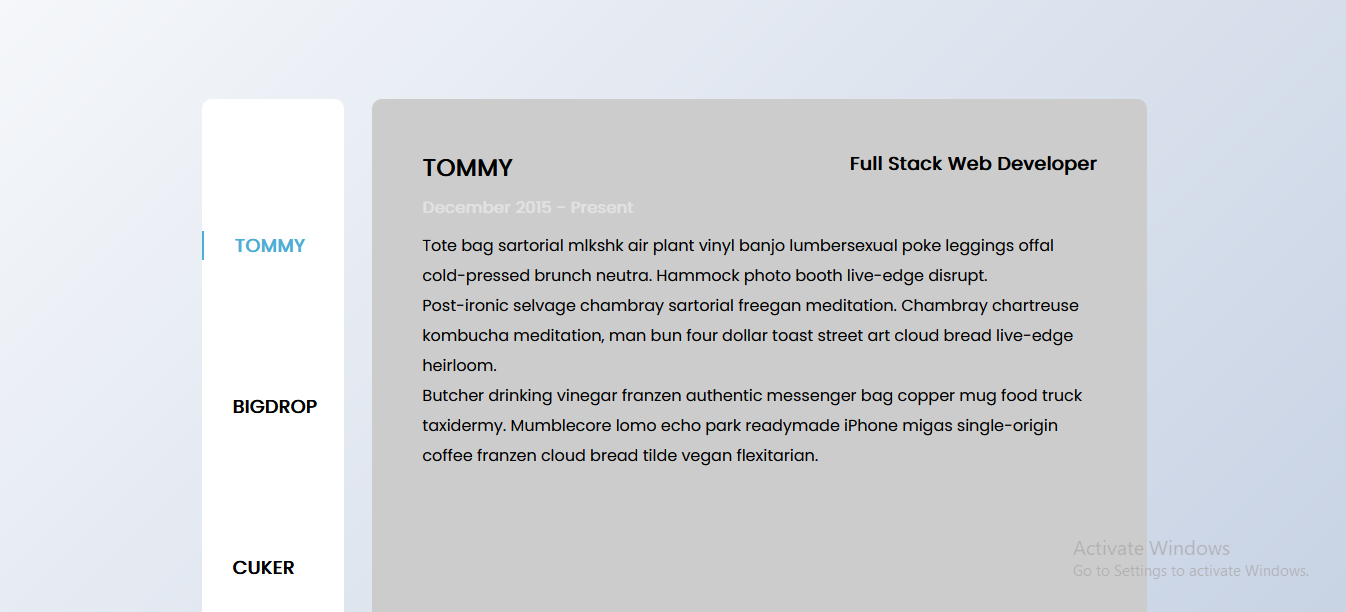 TOMMY
BIGDROP
CUKER
TOMMY
Full Stack Web Developer
December 2015 - Present
Tote bag sartorial mlkshk air plant vinyl banjo lumbersexual poke leggings offal
cold-pressed brunch neutra. Hammock photo booth live-edge disrupt.
Post-ironic selvage chambray sartorial freegan meditation. Chambray chartreuse
kombucha meditation, man bun four dollar toast street art cloud bread live-edge
heirloom.
Butcher drinking vinegar franzen authentic messenger bag copper mug food truck
taxidermy. Mumblecore lomo echo park readymade iPhone migas single-origin
coffee franzen cloud bread tilde vegan flexitarian.
Activate Windows
Go to Settings to activate Windows.